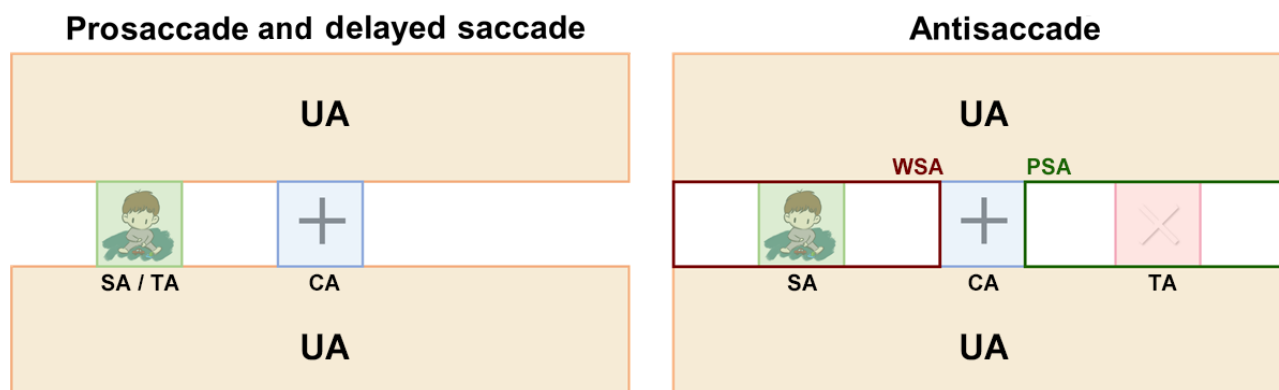 Prosaccade and delayed saccade
UA
SA / TA
CA
UA
Antisaccade
UA
WSA
PSA
SA
CA
TA
UA